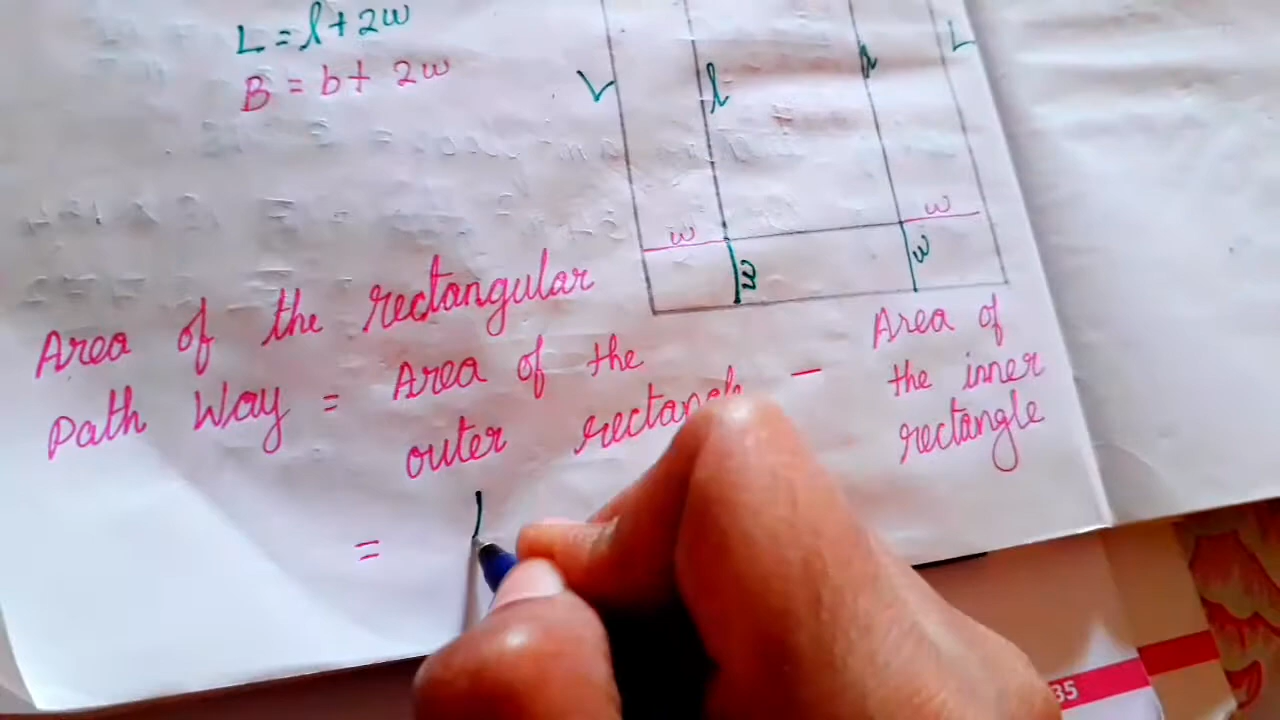 L = l + 2w
B = b + 2w
L l L
w w
w w
Area of the rectangular
Path Way = Area of the outer rectangle - Area of the inner rectangle
=
35